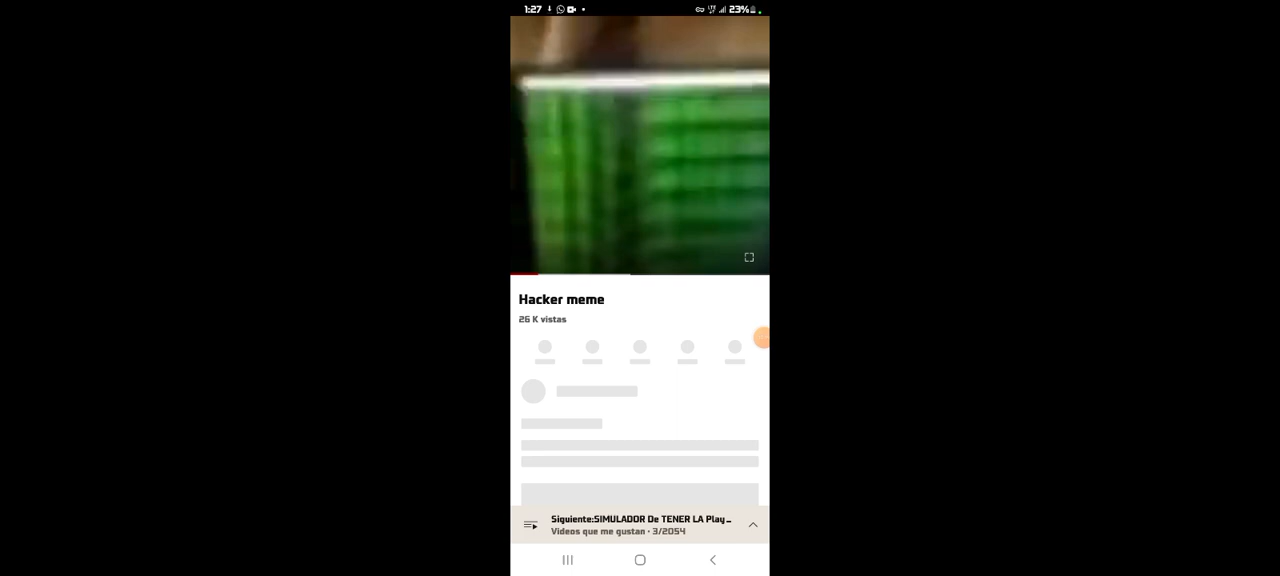 1:27
23%
Hacker meme
26 K vistas
Siguiente:SIMULADOR De TENER LA Play...
Videos que me gustan · 3/2054